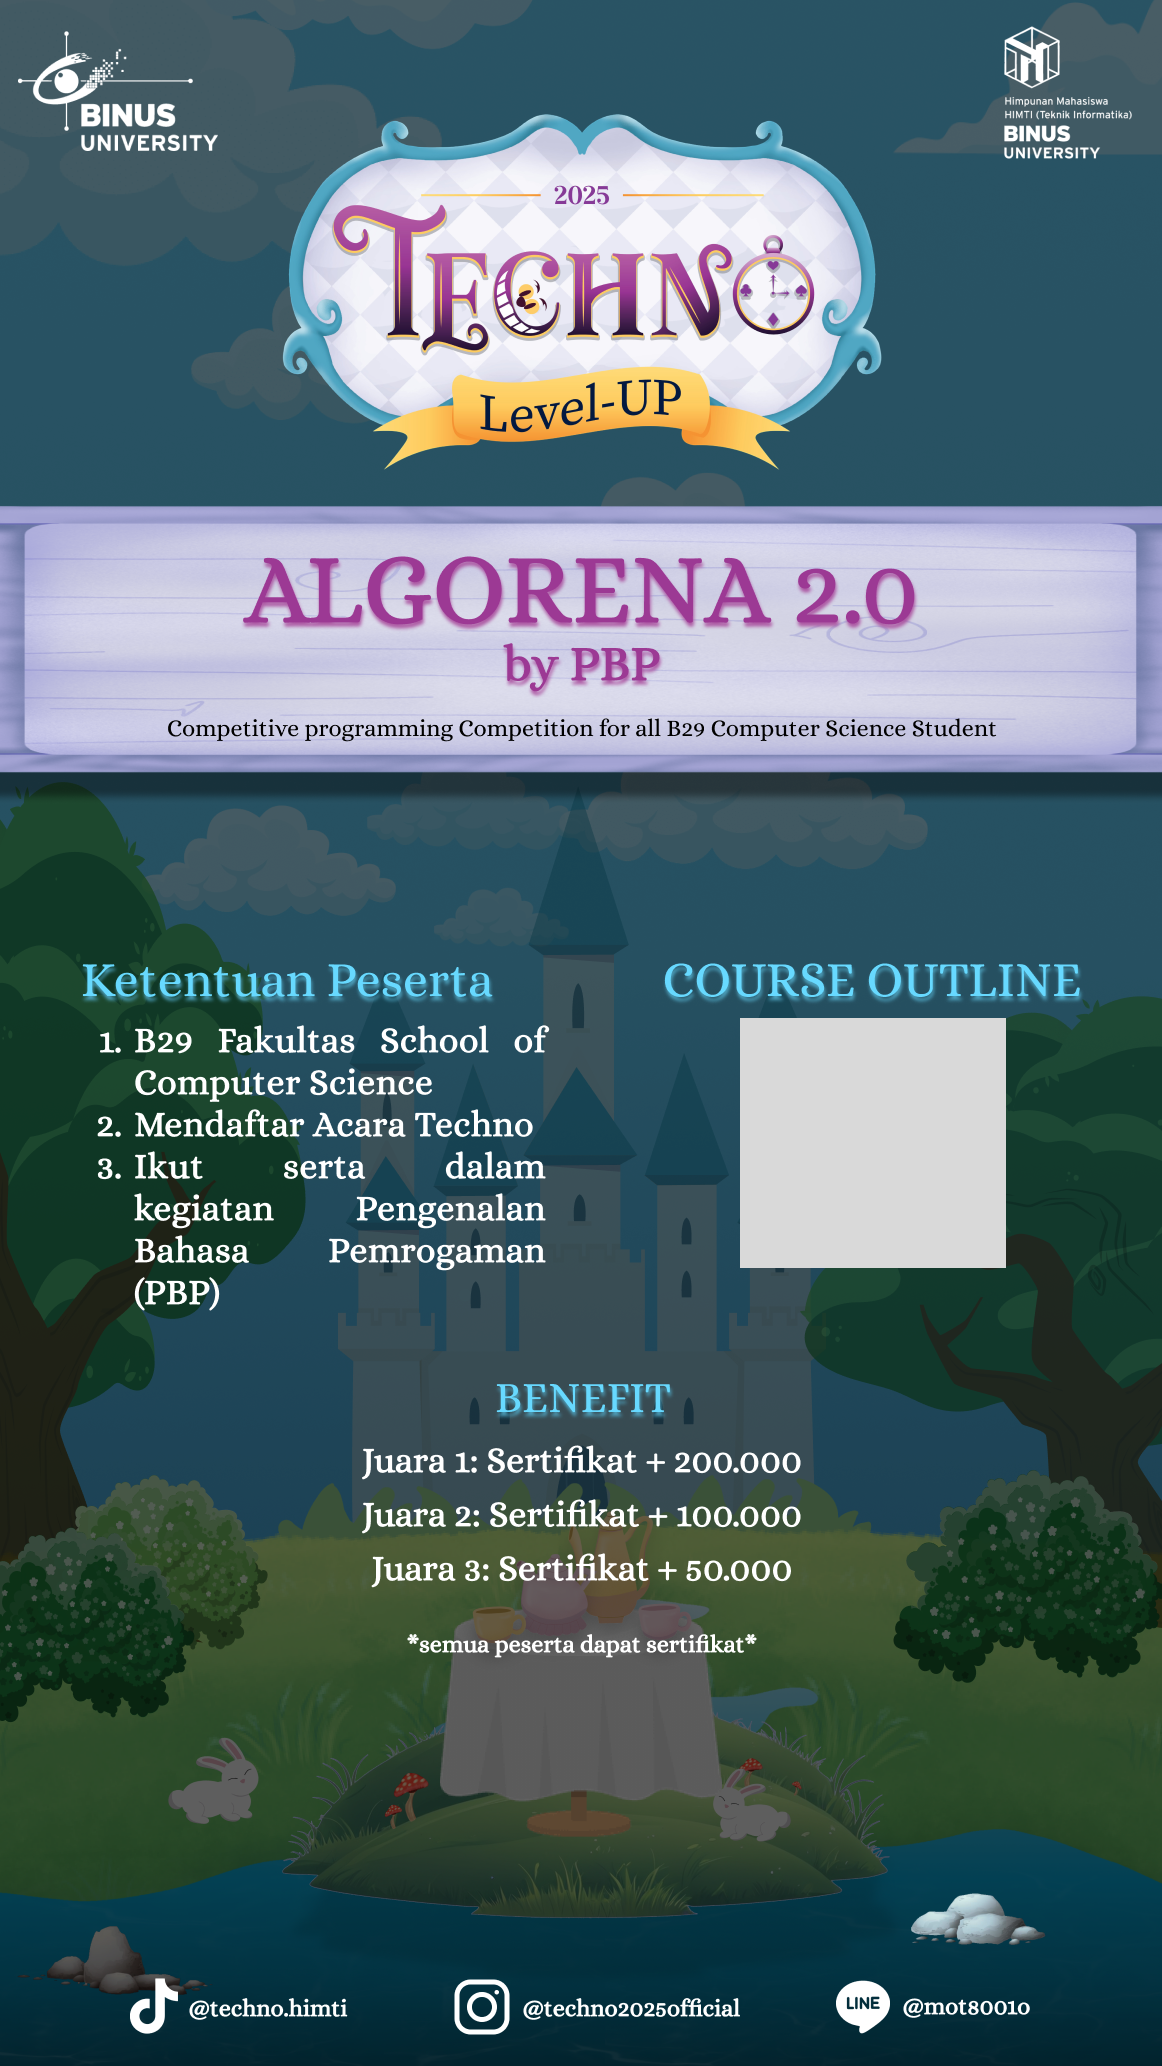 BINUS
UNIVERSITY
Himpunan Mahasiswa
HIMTI (Teknik Informatika)
BINUS
UNIVERSITY
2025
TECHNO
Level-UP
ALGORENA 2.0
by PBP
Competitive programming Competition for all B29 Computer Science Student
Ketentuan Peserta
1. B29 Fakultas School of
Computer Science
2. Mendaftar Acara Techno
3. Ikut serta dalam
kegiatan Pengenalan
Bahasa Pemrogaman
(PBP)
COURSE OUTLINE
BENEFIT
Juara 1: Sertifikat + 200.000
Juara 2: Sertifikat + 100.000
Juara 3: Sertifikat + 50.000
*semua peserta dapat sertifikat*
@techno.himti
@techno2025official
LINE
@mot8001o